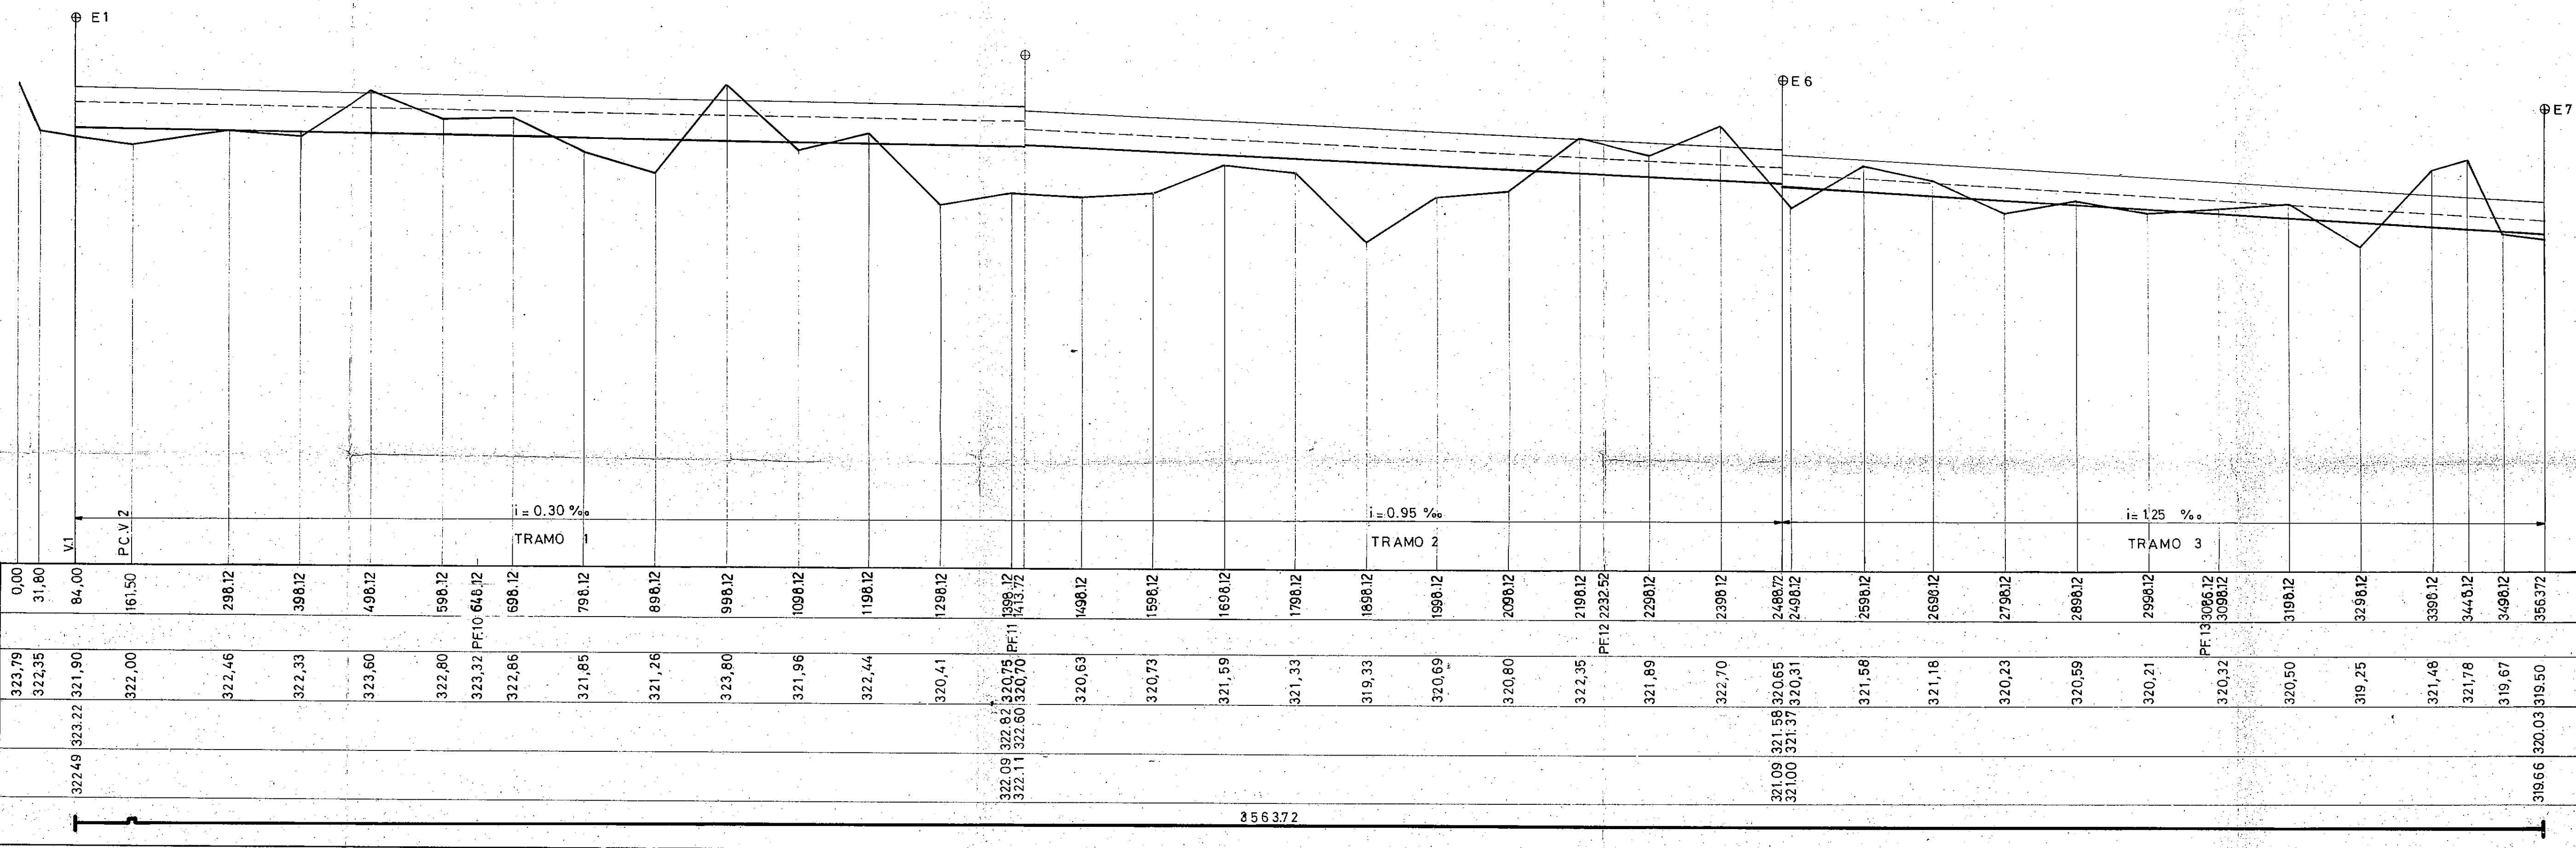 E1
E6
E7
V.1
P.C.V. 2
i = 0.30 ‰
TRAMO 1
i = 0.95 ‰
TRAMO 2
i = 1.25 ‰
TRAMO 3
0,00 31,80 84,00 161.50 298.12 398.12 498.12 598.12 648,12 698.12 798.12 898.12 998.12 1098.12 1198.12 1298.12 1398.12 1413.72 1498.12 1598.12 1698.12 1798.12 1898.12 1998.12 2098.12 2198.12 2232.52 2298.12 2398.12 2488.72 2498.12 2598.12 2698.12 2798.12 2898.12 2998.12 3086.12 3098.12 3198.12 3298.12 3398.12 3448.12 3498.12 3563.72
PF.10 PF.11 PF.12 PF.13
323,79 322,35 321,90 322,00 322,46 322,33 323,60 322,80 323,32 322,86 321,85 321,26 323,80 321,96 322,44 320,41 320,75 320,70 320,63 320,73 321,59 321,33 319,33 320,69 320,80 322,35 321,89 322,70 320,65 320,31 321,58 321,18 320,23 320,59 320,21 320,32 320,50 319,25 321,46 321,78 319,67 319.50
323.22 322.82 322.60 321.58 321.37 320.03
322.49 322.09 322.11 321.09 321.00 319.66
3563.72